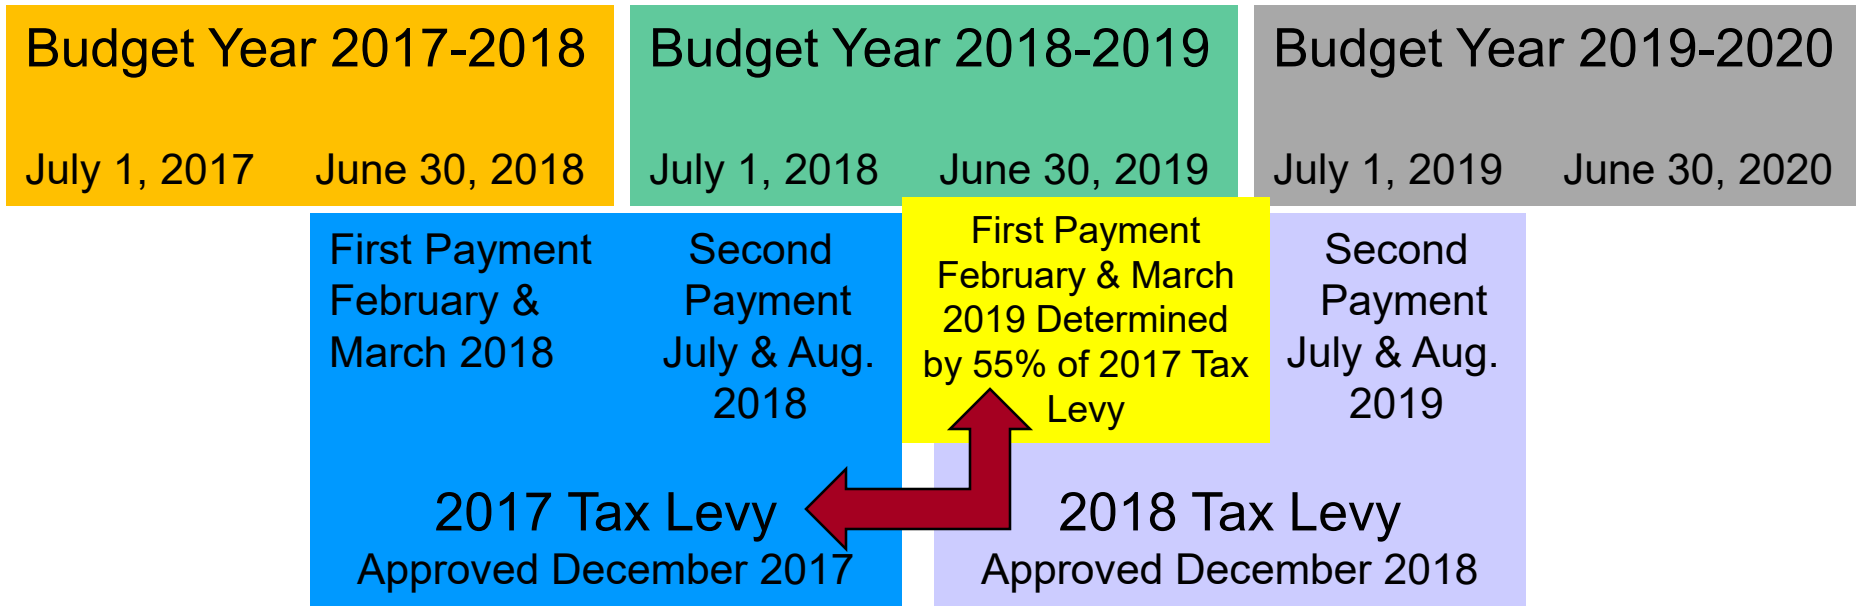 Budget Year 2017-2018
July 1, 2017 June 30, 2018
Budget Year 2018-2019
July 1, 2018 June 30, 2019
Budget Year 2019-2020
July 1, 2019 June 30, 2020
First Payment
February &
March 2018
Second
Payment
July & Aug.
2018
2017 Tax Levy
Approved December 2017
First Payment
February & March
2019 Determined
by 55% of 2017 Tax
Levy
Second
Payment
July & Aug.
2019
2018 Tax Levy
Approved December 2018